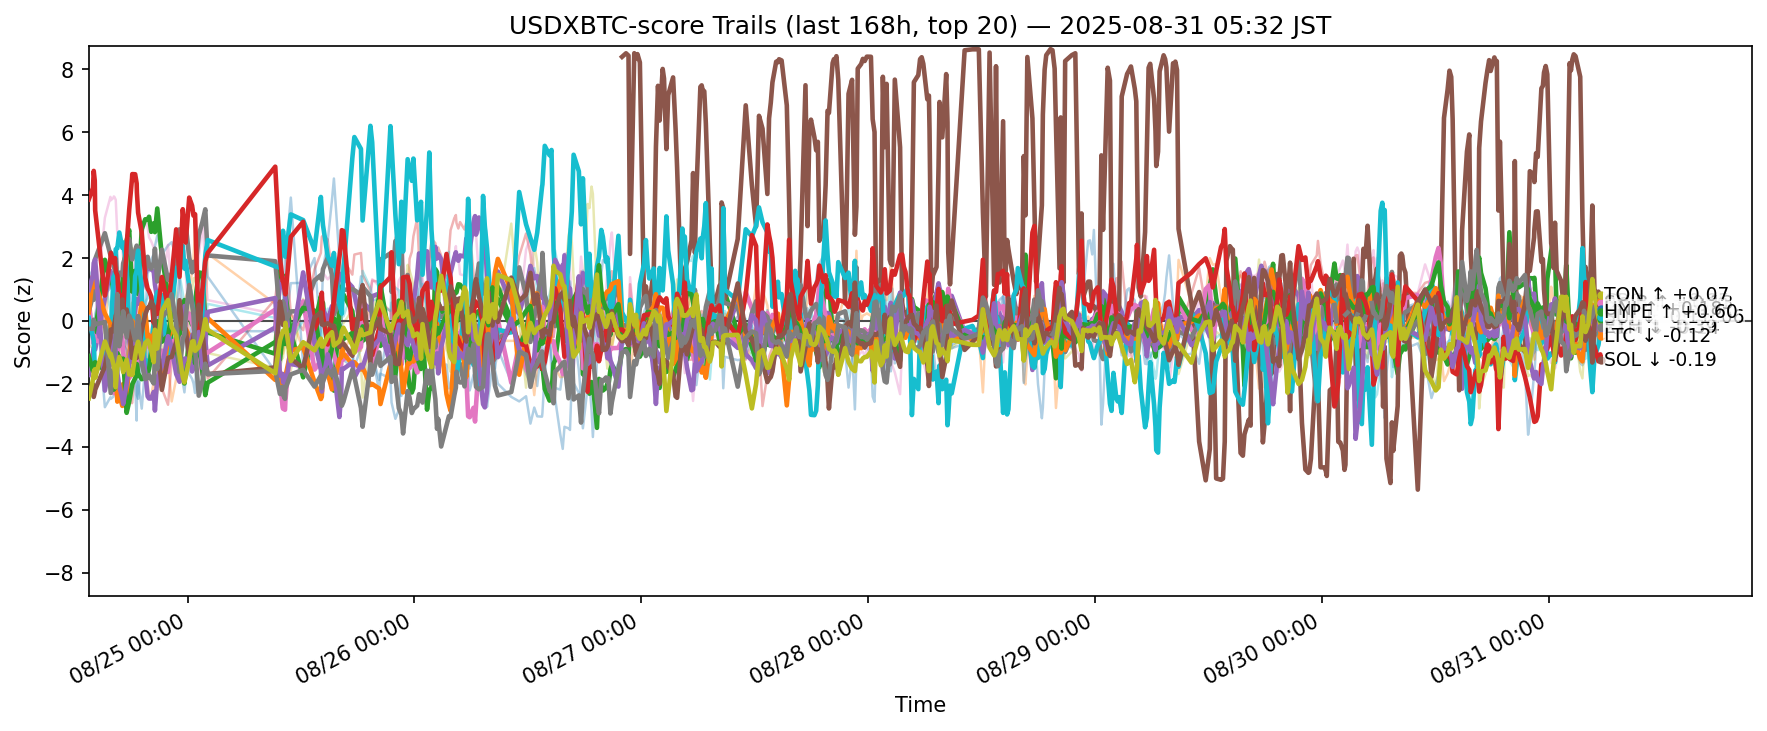 USDXBTC-score Trails (last 168h, top 20) — 2025-08-31 05:32 JST
Score (z)
8
6
4
2
0
−2
−4
−6
−8
TON ↑ +0.07
HYPE ↑ +0.60
LTC ↓ -0.12
SOL ↓ -0.19
08/25 00:00
08/26 00:00
08/27 00:00
08/28 00:00
08/29 00:00
08/30 00:00
08/31 00:00
Time